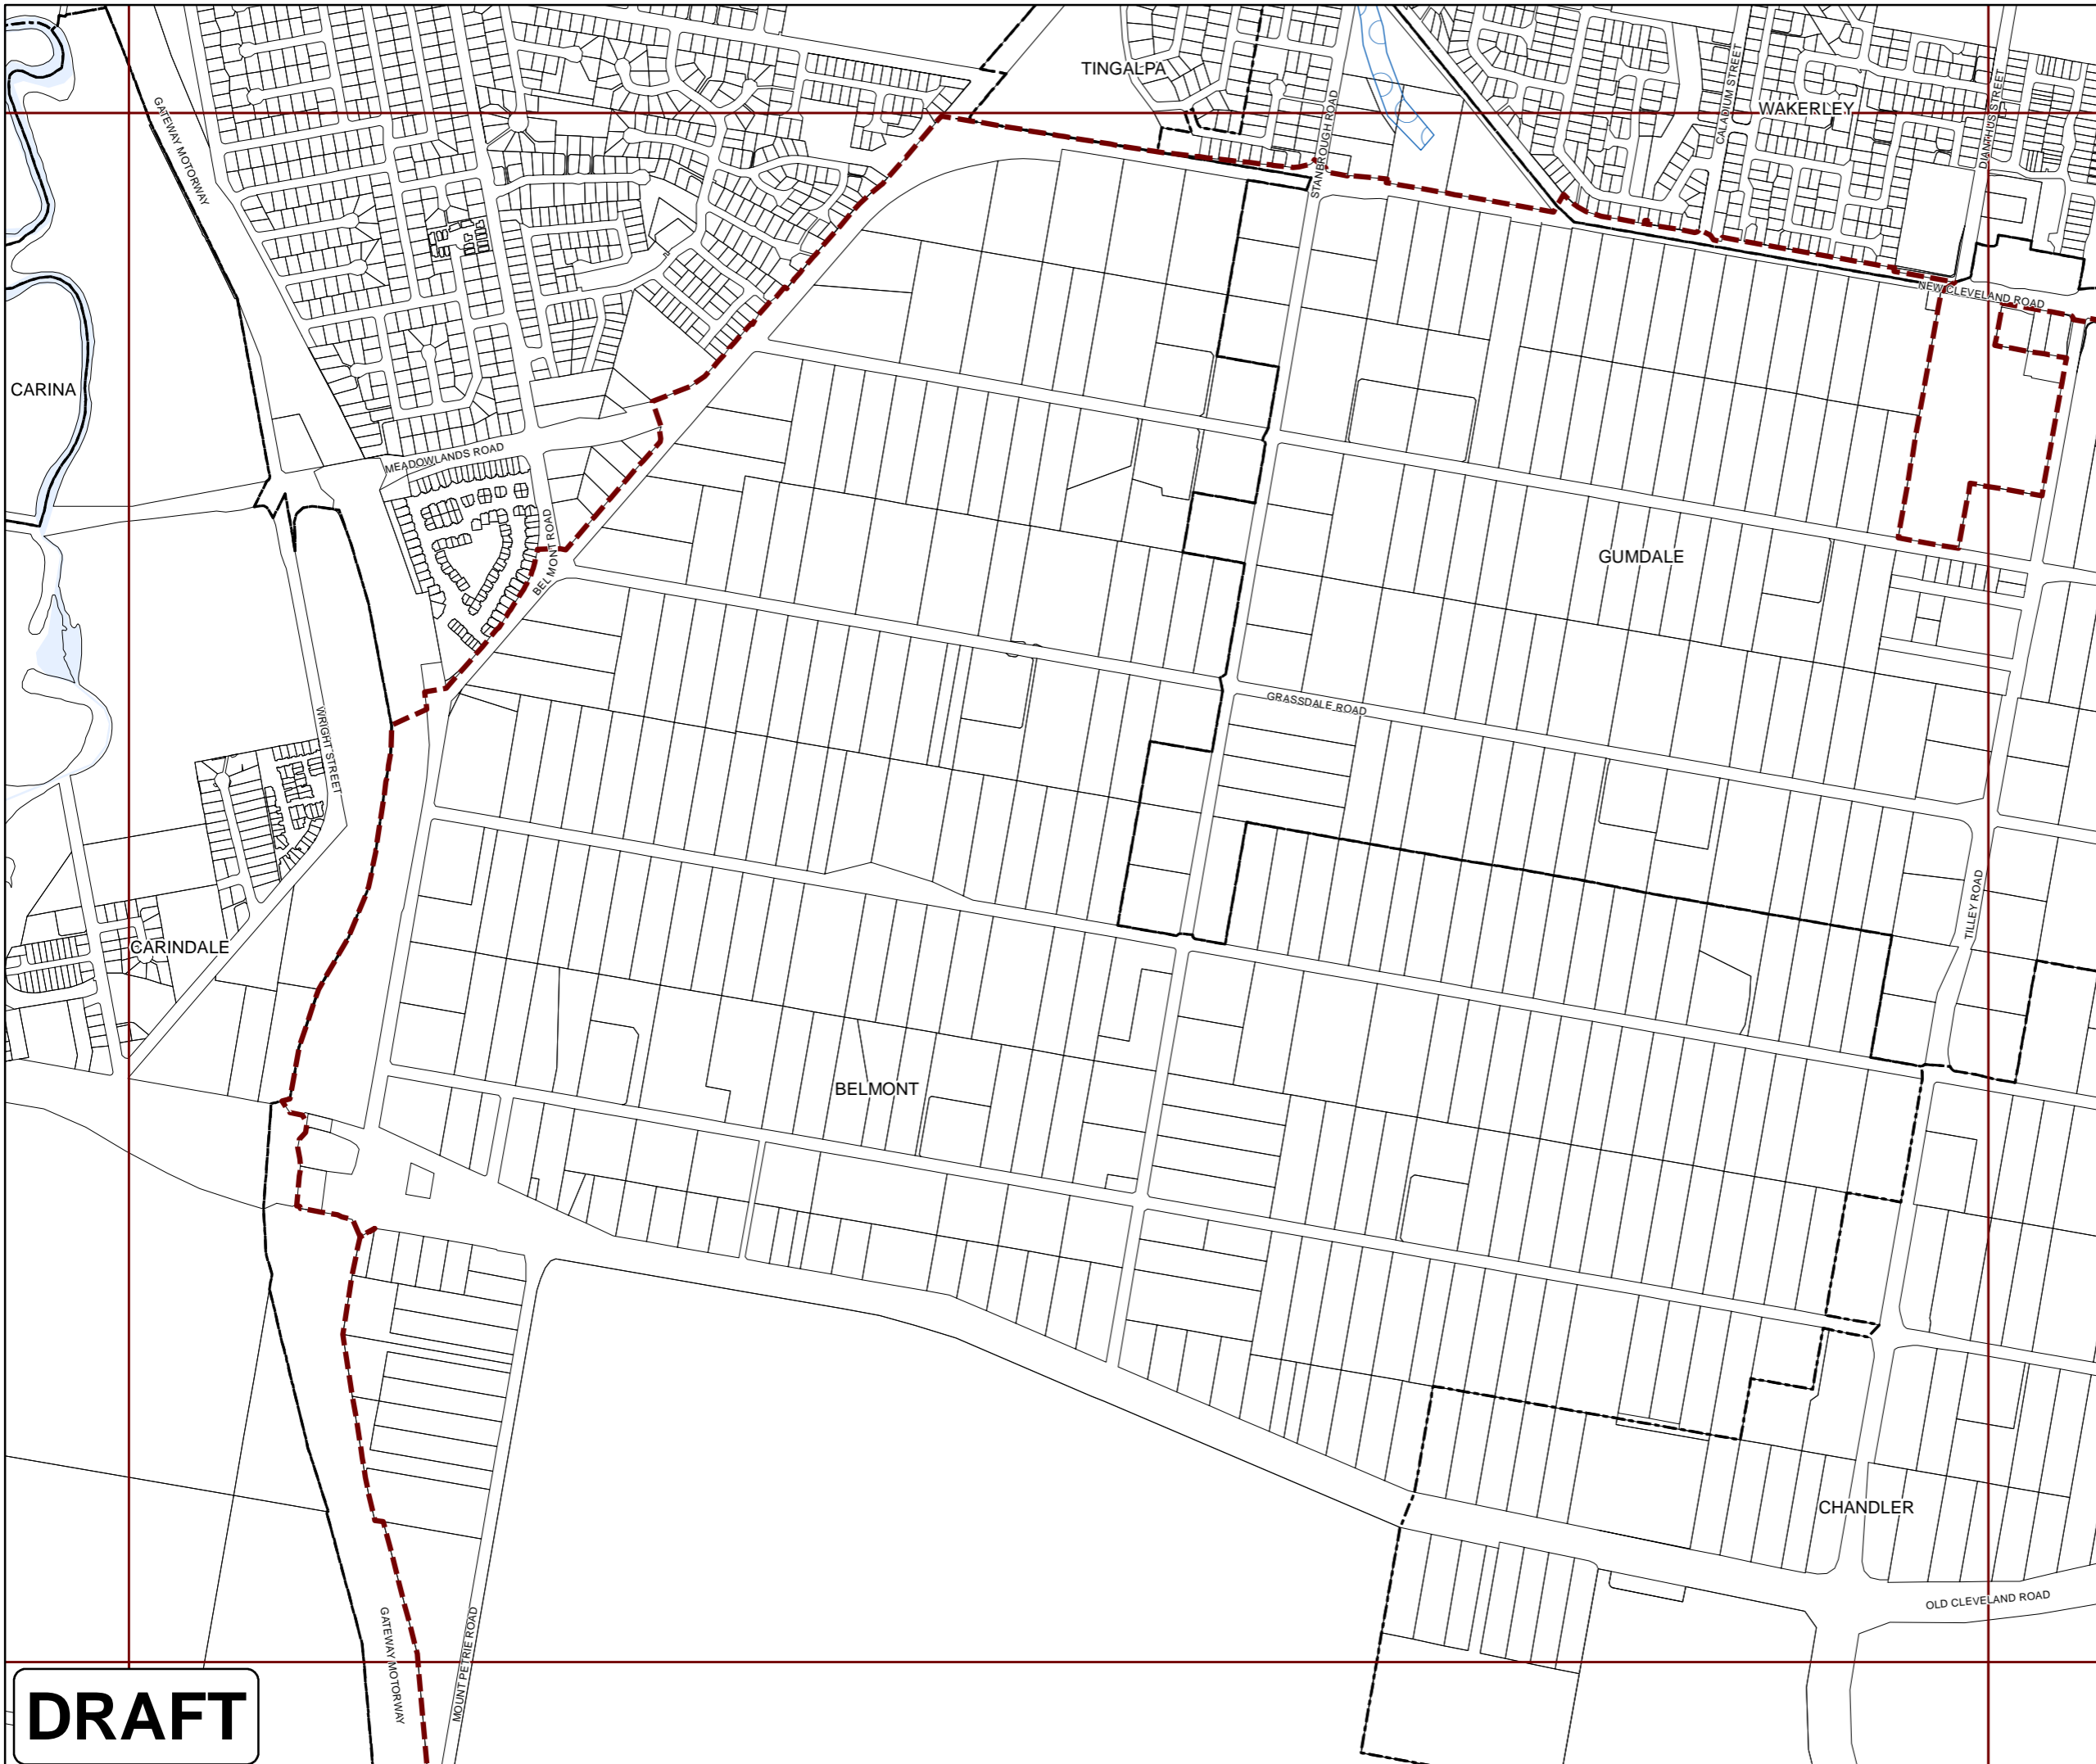 TINGALPA
WAKERLEY
CALADIUM STREET
DIANTHUS STREET
GATEWAY MOTORWAY
STANBROUGH ROAD
NEW CLEVELAND ROAD
CARINA
MEADOWLANDS ROAD
BELMONT ROAD
GUMDALE
GRASSDALE ROAD
WRIGHT STREET
TILLEY ROAD
CARINDALE
BELMONT
CHANDLER
OLD CLEVELAND ROAD
GATEWAY MOTORWAY
MOUNT PETRIE ROAD
DRAFT